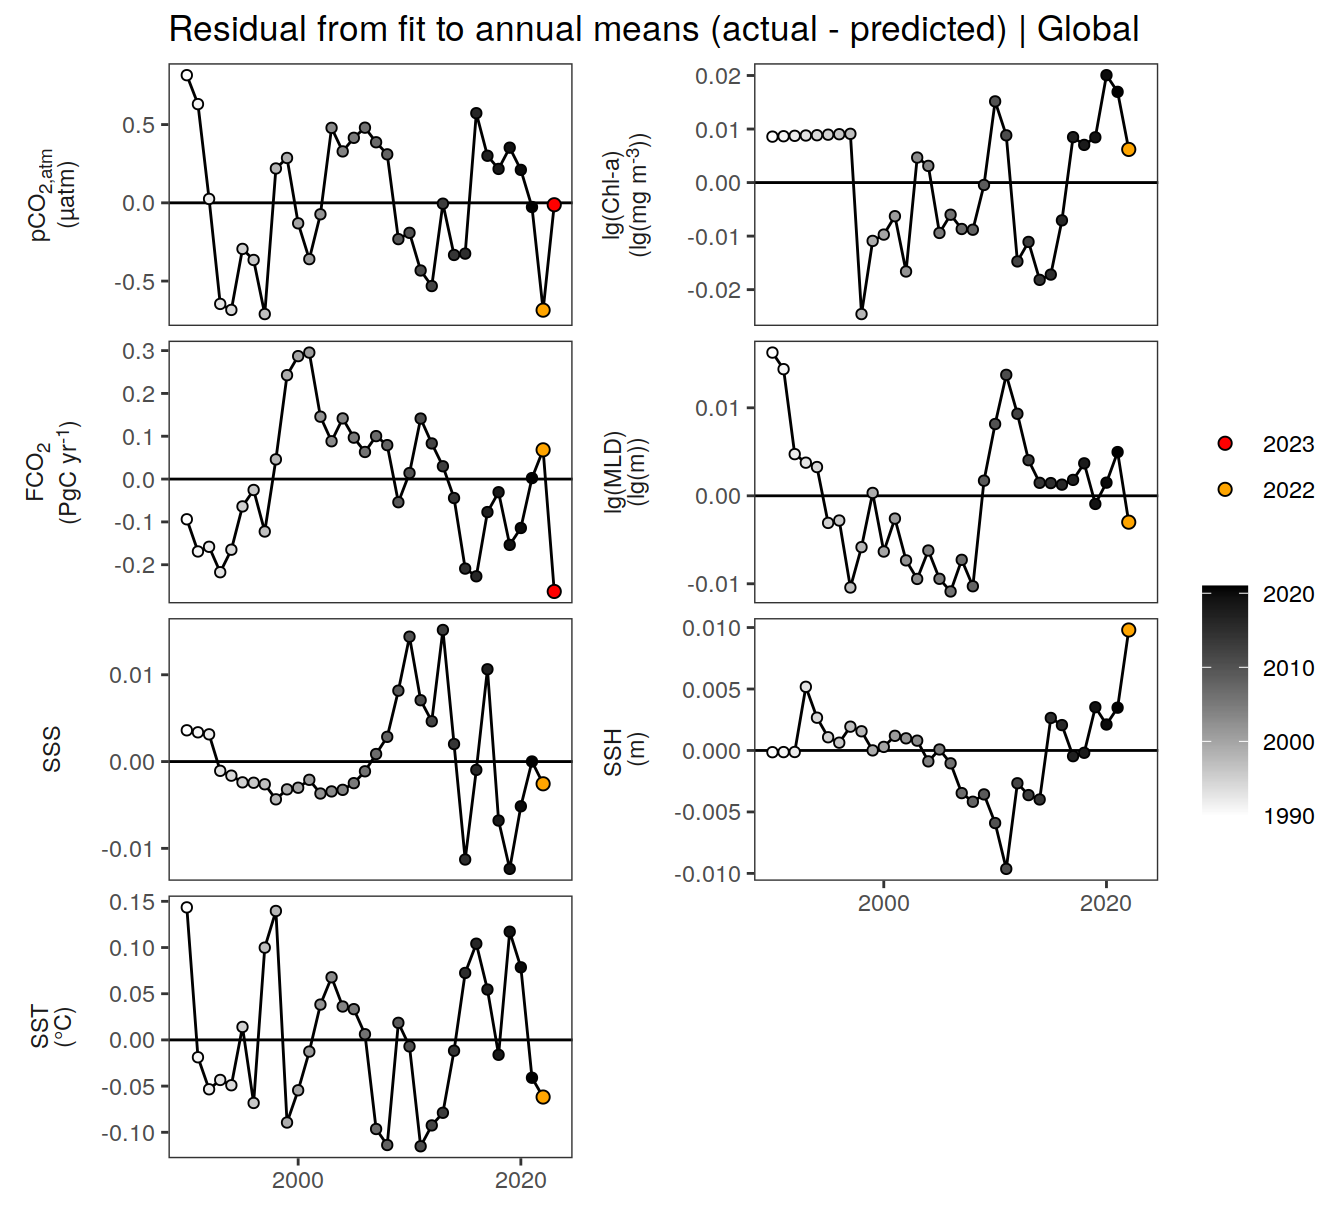 Residual from fit to annual means (actual - predicted) | Global
pCO2,atm
(µatm)
0.5
0.0
-0.5
lg(Chl-a)
(lg(mg m-3))
0.02
0.01
0.00
-0.01
-0.02
FCO2
(PgC yr-1)
0.3
0.2
0.1
0.0
-0.1
-0.2
lg(MLD)
(lg(m))
0.01
0.00
-0.01
SSS
0.01
0.00
-0.01
SSH
(m)
0.010
0.005
0.000
-0.005
-0.010
2000 2020
SST
(°C)
0.15
0.10
0.05
0.00
-0.05
-0.10
2000 2020
2023
2022
2020
2010
2000
1990